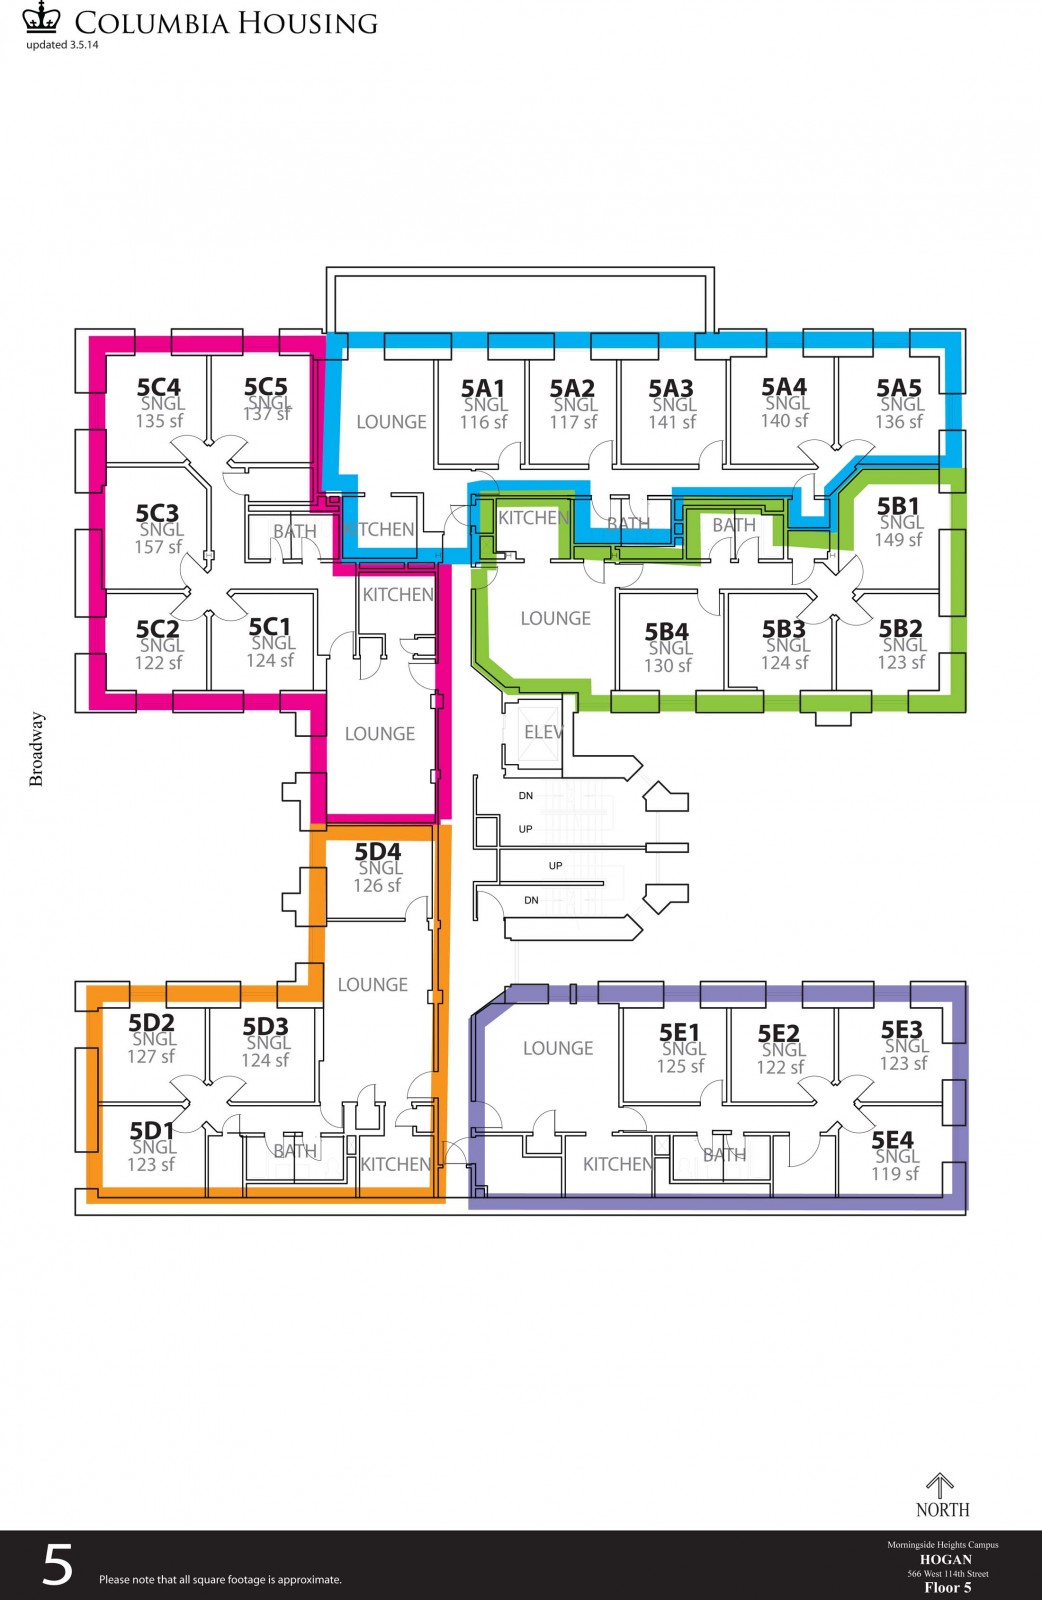 COLUMBIA HOUSING
updated 3.5.14
5C4
SNGL
135 sf
5C5
SNGL
137 sf
LOUNGE
5A1
SNGL
116 sf
5A2
SNGL
117 sf
5A3
SNGL
141 sf
5A4
SNGL
140 sf
5A5
SNGL
136 sf
5C3
SNGL
157 sf
BATH
KITCHEN
KITCHEN
BATH
BATH
5B1
SNGL
149 sf
5C2
SNGL
122 sf
5C1
SNGL
124 sf
KITCHEN
LOUNGE
5B4
SNGL
130 sf
5B3
SNGL
124 sf
5B2
SNGL
123 sf
Broadway
LOUNGE
ELEV
DN
UP
UP
DN
5D4
SNGL
126 sf
LOUNGE
5D2
SNGL
127 sf
5D3
SNGL
124 sf
5D1
SNGL
123 sf
BATH
KITCHEN
LOUNGE
5E1
SNGL
125 sf
5E2
SNGL
122 sf
5E3
SNGL
123 sf
5E4
SNGL
119 sf
KITCHEN
BATH
NORTH
5
Please note that all square footage is approximate.
Morningside Heights Campus
HOGAN
566 West 114th Street
Floor 5